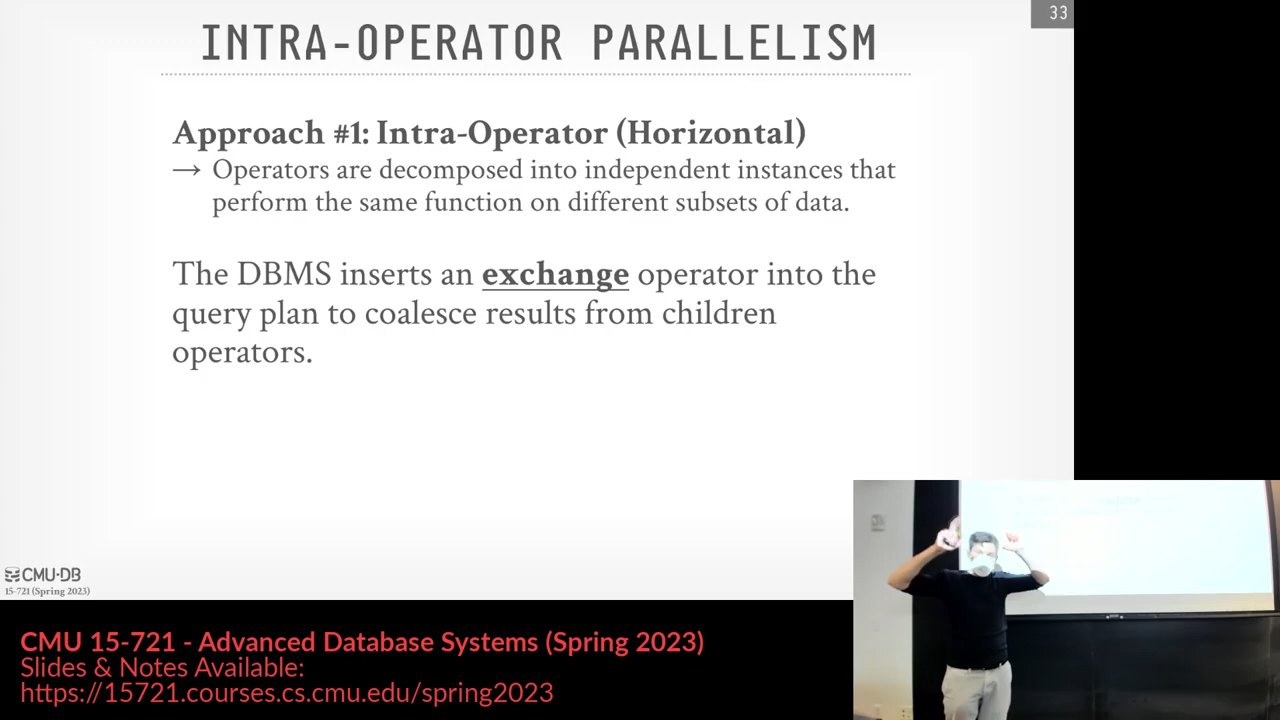 33
INTRA-OPERATOR PARALLELISM
Approach #1: Intra-Operator (Horizontal)
→ Operators are decomposed into independent instances that
perform the same function on different subsets of data.
The DBMS inserts an exchange operator into the
query plan to coalesce results from children
operators.
CMU·DB
15-721 (Spring 2023)
CMU 15-721 - Advanced Database Systems (Spring 2023)
Slides & Notes Available:
https://15721.courses.cs.cmu.edu/spring2023